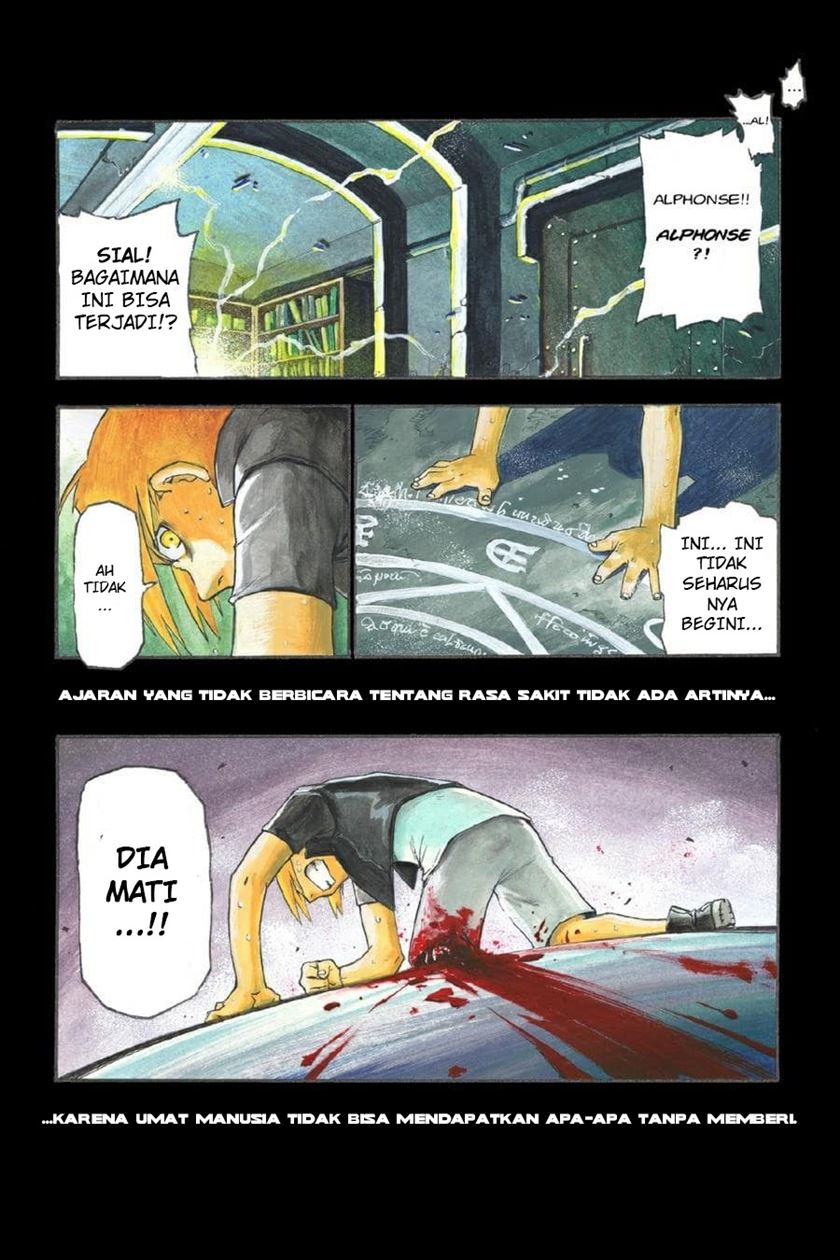 ...
...AL!
ALPHONSE!!
ALPHONSE
?!
SIAL!
BAGAIMANA
INI BISA
TERJADI!?
AH
TIDAK
...
INI... INI
TIDAK
SEHARUS
NYA
BEGINI...
AJARAN YANG TIDAK BERBICARA TENTANG RASA SAKIT TIDAK ADA ARTINYA...
DIA
MATI
...!!
...KARENA UMAT MANUSIA TIDAK BISA MENDAPATKAN APA-APA TANPA MEMBERI.